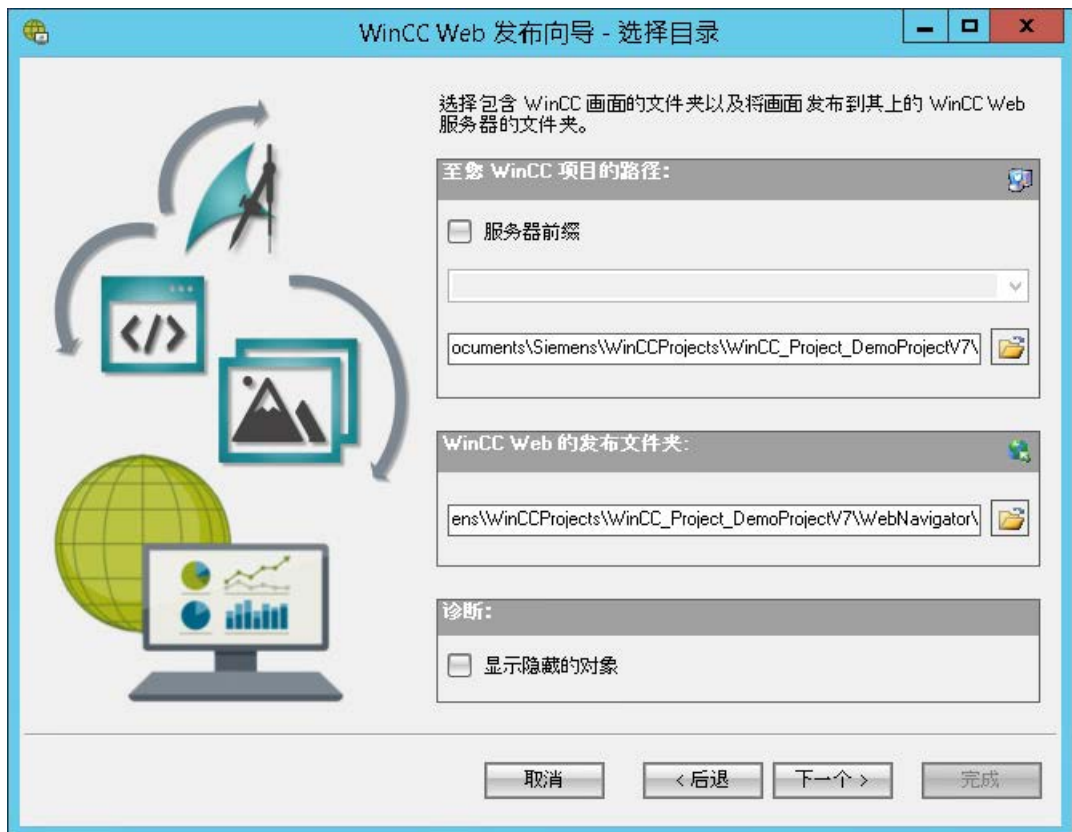 WinCC Web 发布向导 - 选择目录
选择包含 WinCC 画面的文件夹以及将画面发布到其上的 WinCC Web
服务器的文件夹。
至您 WinCC 项目的路径:
服务器前缀
ocuments\Siemens\WinCCProjects\WinCC_Project_DemoProjectV7\
</>
WinCC Web 的发布文件夹:
ens\WinCCProjects\WinCC_Project_DemoProjectV7\WebNavigator\
诊断:
显示隐藏的对象
取消
< 后退
下一个 >
完成